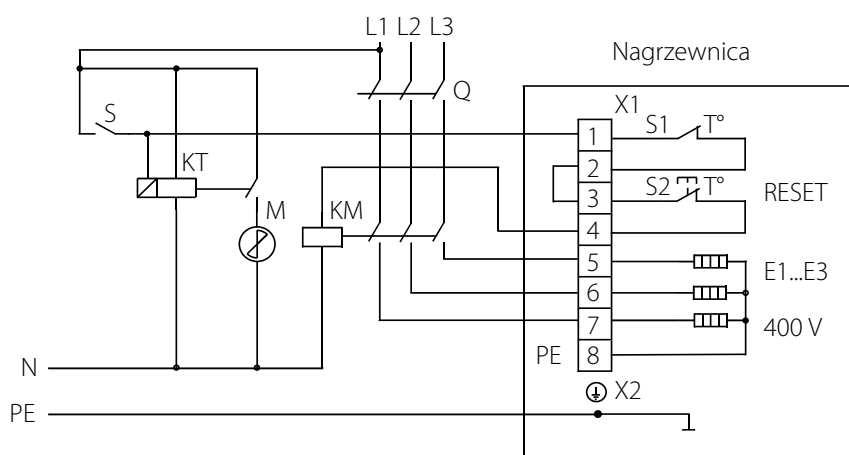 L1 L2 L3
Nagrzewnica
Q
X1
S
1
S1
T°
KT
2
3
S2
T°
RESET
M
KM
4
5
E1...E3
6
7
400 V
PE
8
N
X2
PE